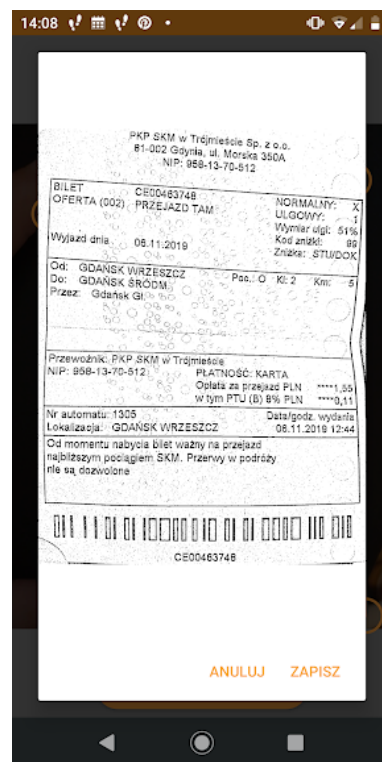 14:08
PKP SKM w Trójmieście Sp. z o.o.
81-002 Gdynia, ul. Morska 350A
NIP: 958-13-70-512
BILET CE00463748
OFERTA (002) PRZEJAZD TAM
NORMALNY: X
ULGOWY: 1
Wymiar ulgi: 51%
Kod zniżki: 99
Zniżka: STU/DOK
Wyjazd dnia 06.11.2019
Od: GDAŃSK WRZESZCZ Poc.: O Kl: 2 Km: 5
Do: GDAŃSK ŚRÓDM.
Przez: Gdańsk Gł.
Przewoźnik: PKP SKM w Trójmieście
NIP: 958-13-70-512 PŁATNOŚĆ: KARTA
Opłata za przejazd PLN ****1,55
w tym PTU (B) 8% PLN ****0,11
Nr automatu: 1305 Data/godz. wydania
Lokalizacja: GDAŃSK WRZESZCZ 06.11.2019 12:44
Od momentu nabycia bilet ważny na przejazd
najbliższym pociągiem SKM. Przerwy w podróży
nie są dozwolone
CE00463748
ANULUJ ZAPISZ